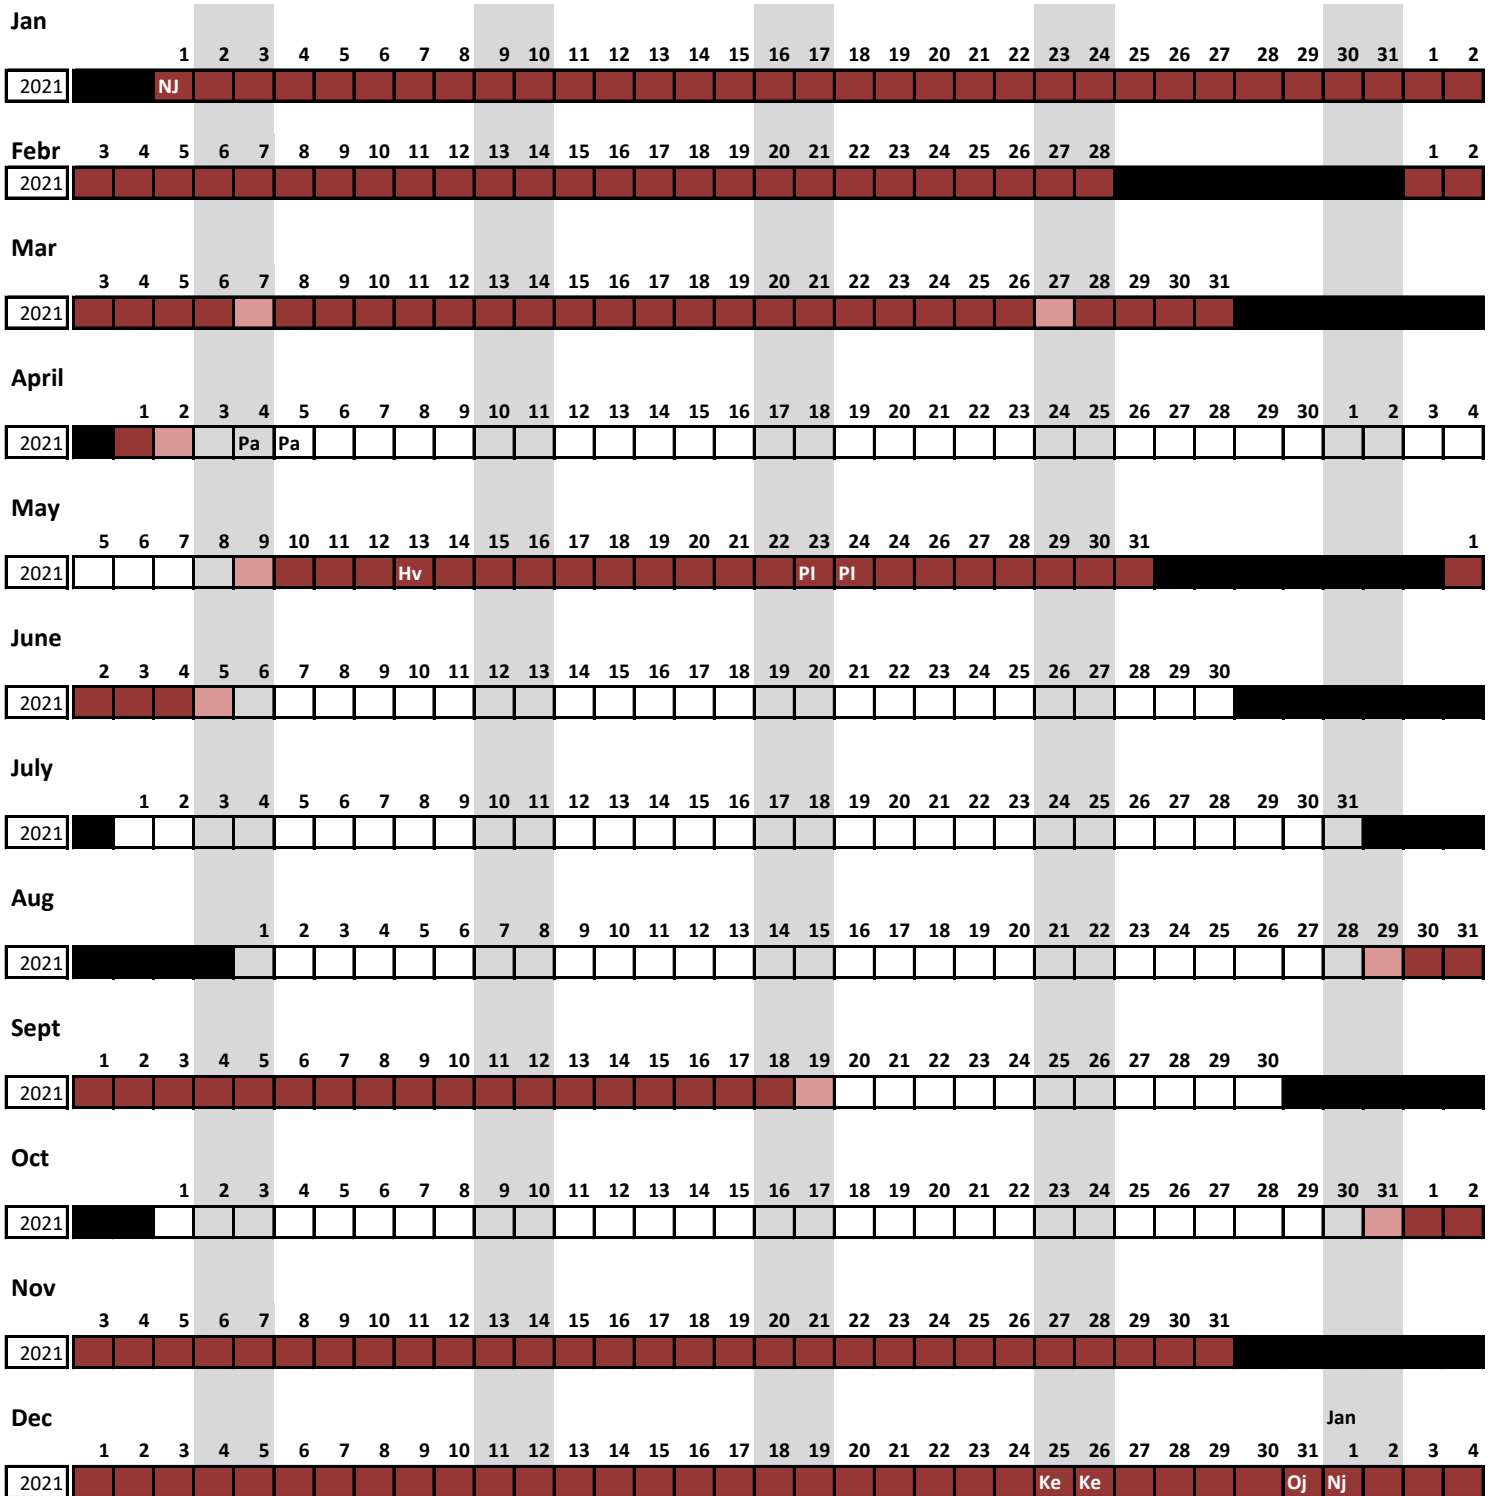 Jan
1 2 3 4 5 6 7 8 9 10 11 12 13 14 15 16 17 18 19 20 21 22 23 24 25 26 27 28 29 30 31 1 2
2021 NJ
Febr 3 4 5 6 7 8 9 10 11 12 13 14 15 16 17 18 19 20 21 22 23 24 25 26 27 28 1 2
2021
Mar
3 4 5 6 7 8 9 10 11 12 13 14 15 16 17 18 19 20 21 22 23 24 25 26 27 28 29 30 31
2021
April
1 2 3 4 5 6 7 8 9 10 11 12 13 14 15 16 17 18 19 20 21 22 23 24 25 26 27 28 29 30 1 2 3 4
2021 Pa Pa
May
5 6 7 8 9 10 11 12 13 14 15 16 17 18 19 20 21 22 23 24 24 26 27 28 29 30 31 1
2021 Hv PI PI
June
2 3 4 5 6 7 8 9 10 11 12 13 14 15 16 17 18 19 20 21 22 23 24 25 26 27 28 29 30
2021
July
1 2 3 4 5 6 7 8 9 10 11 12 13 14 15 16 17 18 19 20 21 22 23 24 25 26 27 28 29 30 31
2021
Aug
1 2 3 4 5 6 7 8 9 10 11 12 13 14 15 16 17 18 19 20 21 22 23 24 25 26 27 28 29 30 31
2021
Sept
1 2 3 4 5 6 7 8 9 10 11 12 13 14 15 16 17 18 19 20 21 22 23 24 25 26 27 28 29 30
2021
Oct
1 2 3 4 5 6 7 8 9 10 11 12 13 14 15 16 17 18 19 20 21 22 23 24 25 26 27 28 29 30 31 1 2
2021
Nov
3 4 5 6 7 8 9 10 11 12 13 14 15 16 17 18 19 20 21 22 23 24 25 26 27 28 29 30 31
2021
Dec Jan
1 2 3 4 5 6 7 8 9 10 11 12 13 14 15 16 17 18 19 20 21 22 23 24 25 26 27 28 29 30 31 1 2 3 4
2021 Ke Ke Oj Nj